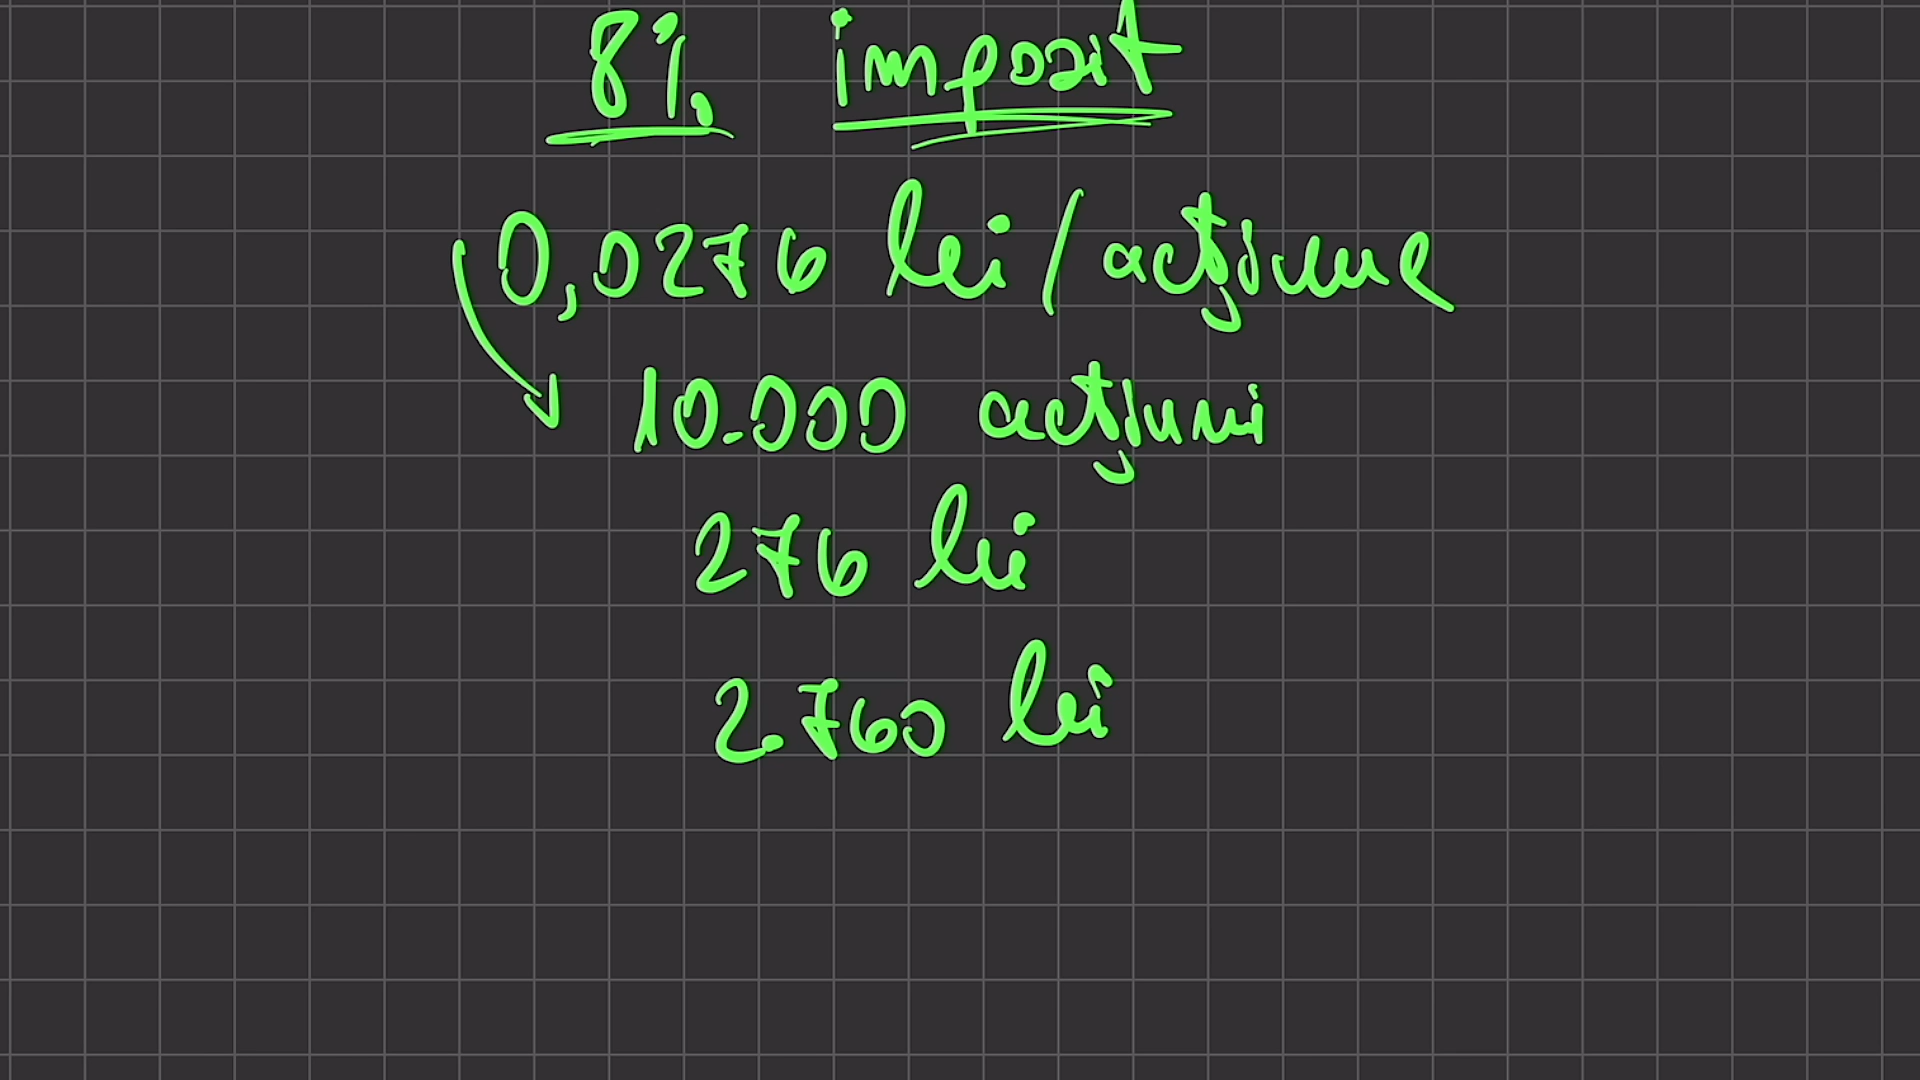 8% impozit
0,0276 lei/acțiune
10.000 acțiuni
276 lei
2.760 lei